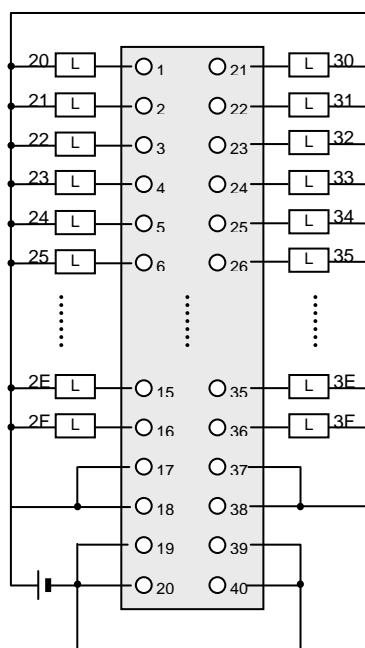 20 L 1 21 L 30
21 L 2 22 L 31
22 L 3 23 L 32
23 L 4 24 L 33
24 L 5 25 L 34
25 L 6 26 L 35
2E L 15 35 L 3E
2F L 16 36 L 3F
17 37
18 38
19 39
20 40